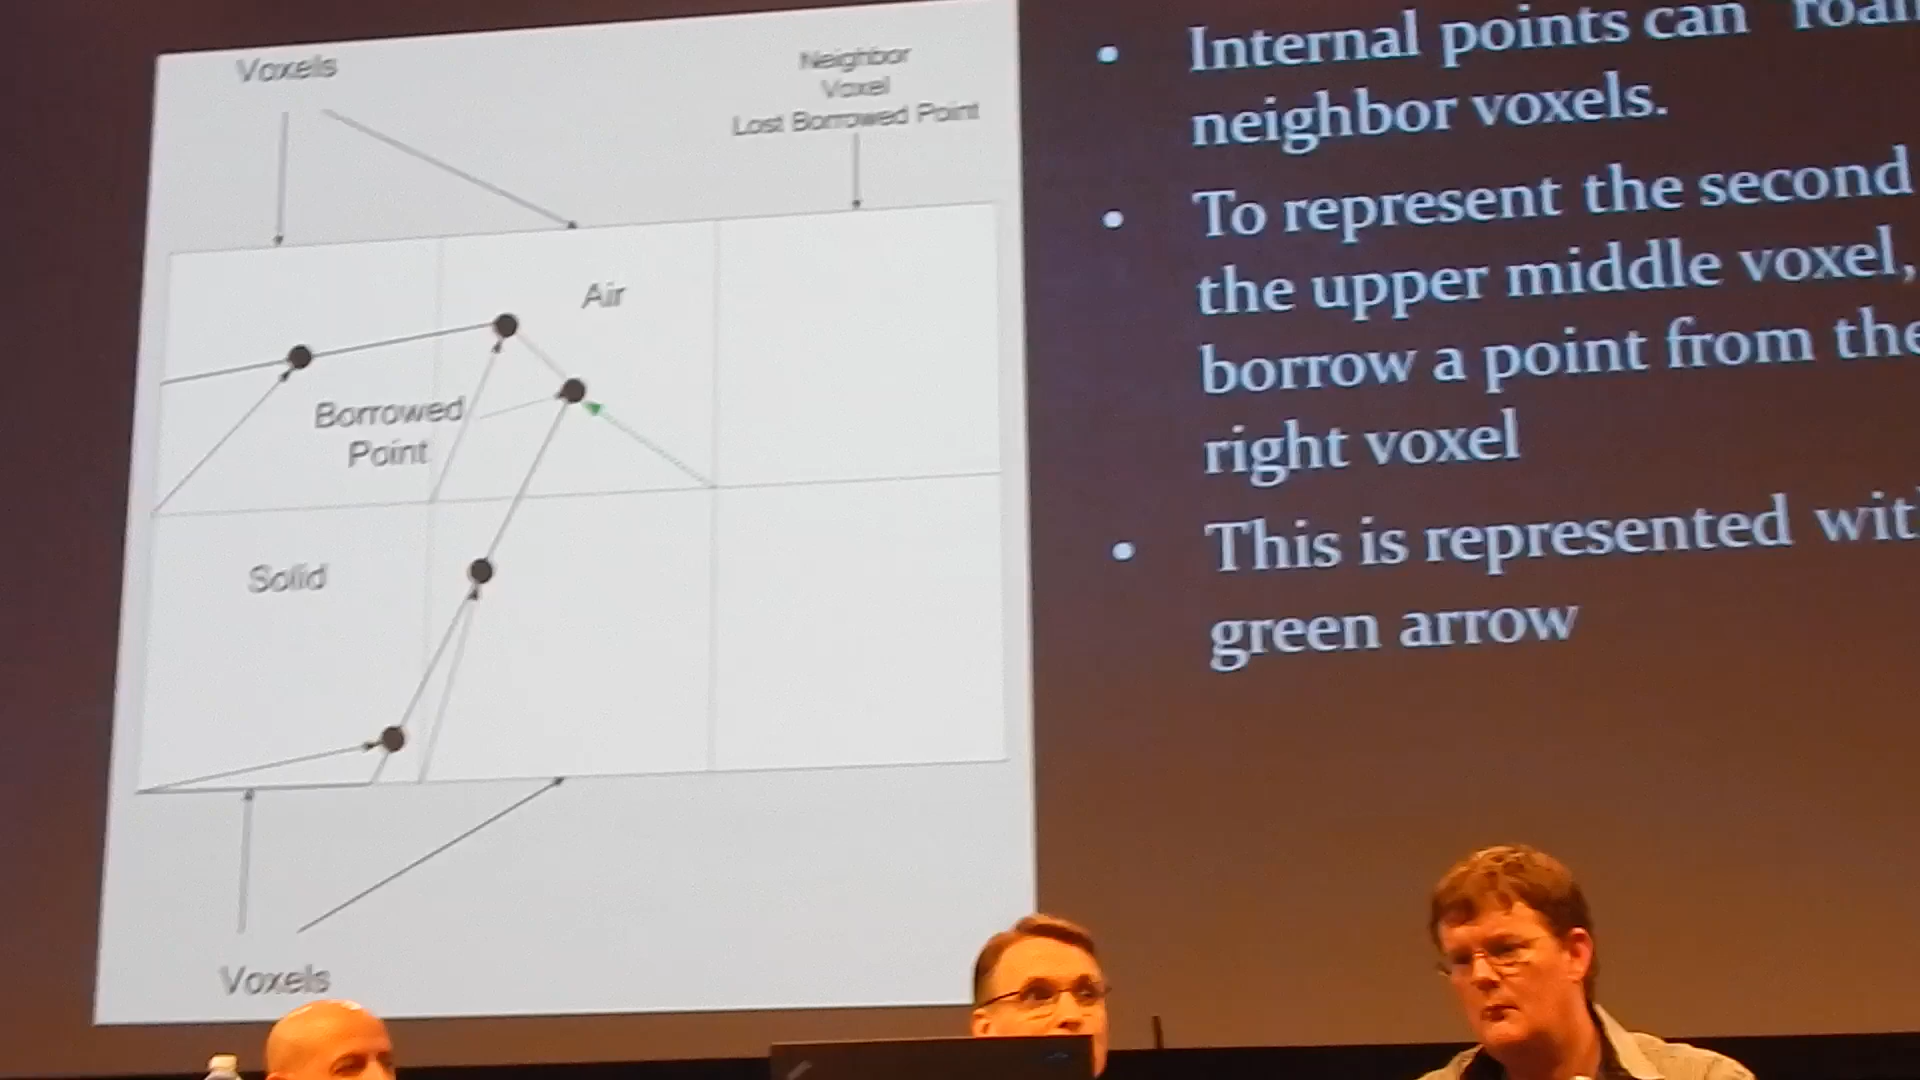 Voxels
Neighbor
Voxel
Lost Borrowed Point
Air
Borrowed
Point
Solid
Voxels
• Internal points can
neighbor voxels.
• To represent the second
the upper middle voxel,
borrow a point from the
right voxel
• This is represented
green arrow